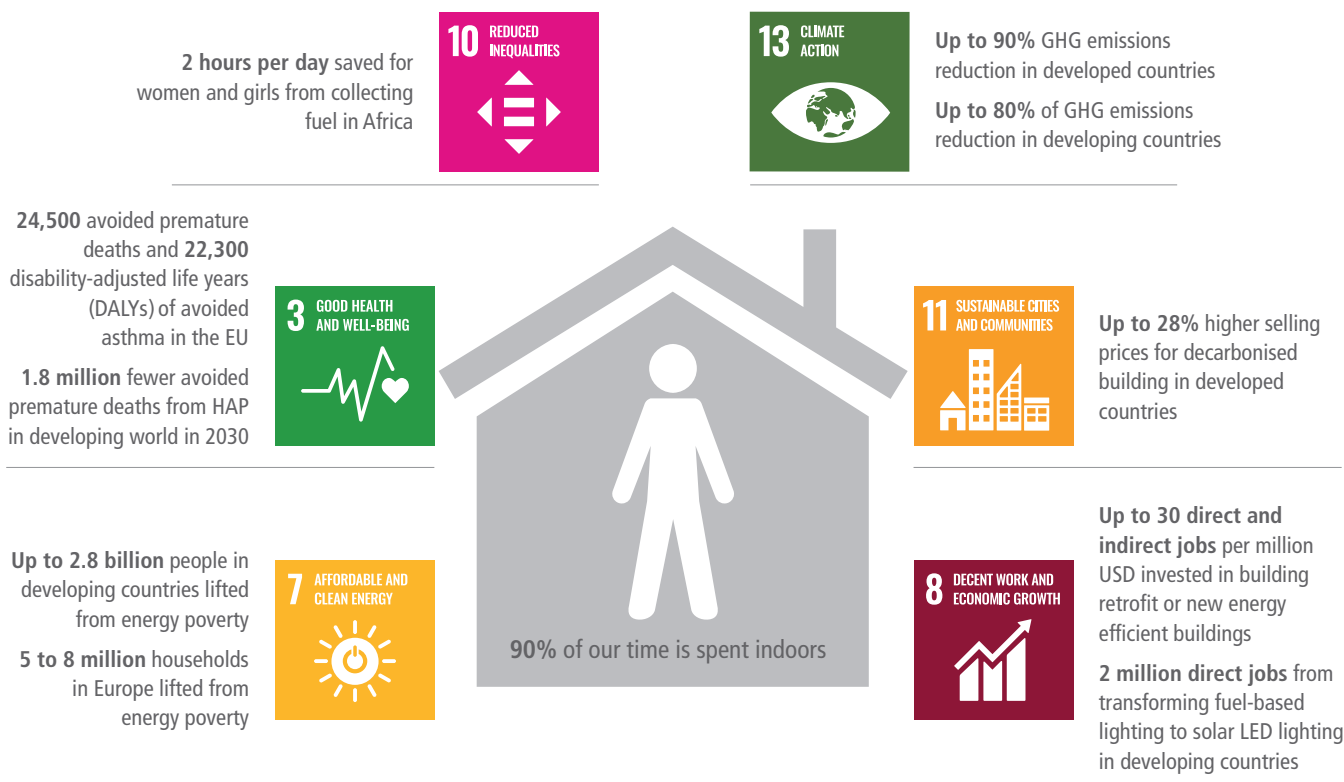 2 hours per day saved for
women and girls from collecting
fuel in Africa
10 REDUCED
INEQUALITIES
13 CLIMATE
ACTION
Up to 90% GHG emissions
reduction in developed countries
Up to 80% of GHG emissions
reduction in developing countries
24,500 avoided premature
deaths and 22,300
disability-adjusted life years
(DALYs) of avoided
asthma in the EU
1.8 million fewer avoided
premature deaths from HAP
in developing world in 2030
3 GOOD HEALTH
AND WELL-BEING
11 SUSTAINABLE CITIES
AND COMMUNITIES
Up to 28% higher selling
prices for decarbonised
building in developed
countries
Up to 2.8 billion people in
developing countries lifted
from energy poverty
5 to 8 million households
in Europe lifted from
energy poverty
7 AFFORDABLE AND
CLEAN ENERGY
90% of our time is spent indoors
8 DECENT WORK AND
ECONOMIC GROWTH
Up to 30 direct and
indirect jobs per million
USD invested in building
retrofit or new energy
efficient buildings
2 million direct jobs from
transforming fuel-based
lighting to solar LED lighting
in developing countries